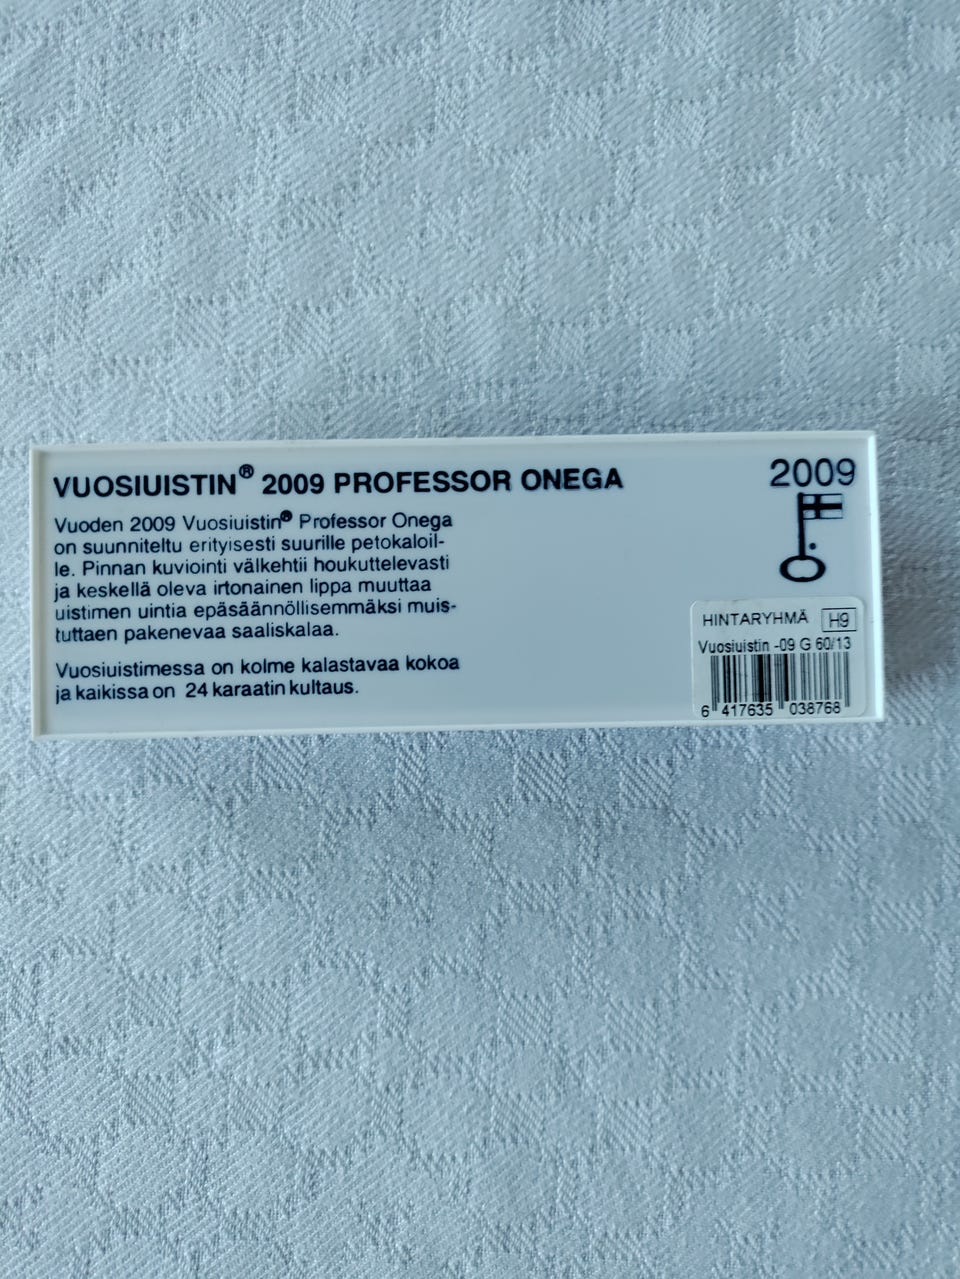 VUOSIUISTIN® 2009 PROFESSOR ONEGA
Vuoden 2009 Vuosiuistin® Professor Onega
on suunniteltu erityisesti suurille petokaloil-
le. Pinnan kuviointi välkehtii houkuttelevasti
ja keskellä oleva irtonainen lippa muuttaa
uistimen uintia epäsäännöllisemmäksi muis-
tuttaen pakenevaa saaliskalaa.
Vuosiuistimessa on kolme kalastavaa kokoa
ja kaikissa on 24 karaatin kultaus.
2009
HINTARYHMÄ H9
Vuosiuistin -09 G 60/13
6 417635 038768